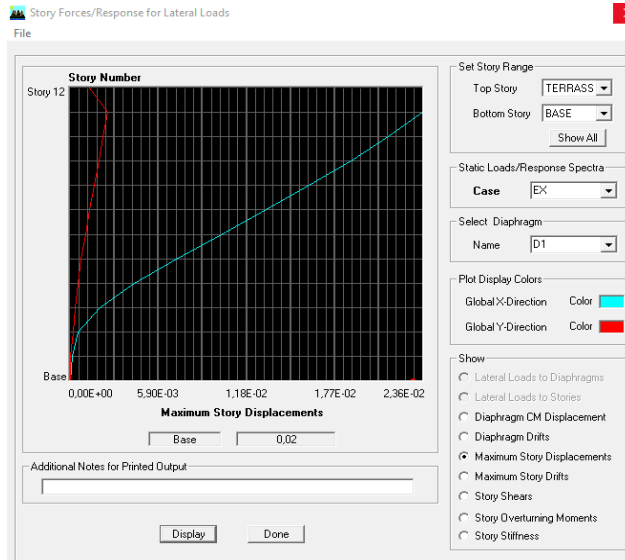 Story Forces/Response for Lateral Loads
File
Story Number
Story 12
Base
0,00E+00 5,90E-03 1,18E-02 1,77E-02 2,36E-02
Maximum Story Displacements
Base 0,02
Additional Notes for Printed Output
Display Done
Set Story Range
Top Story TERRASS
Bottom Story BASE
Show All
Static Loads/Response Spectra
Case EX
Select Diaphragm
Name D1
Plot Display Colors
Global X-Direction Color
Global Y-Direction Color
Show
Lateral Loads to Diaphragms
Lateral Loads to Stories
Diaphragm CM Displacement
Diaphragm Drifts
Maximum Story Displacements
Maximum Story Drifts
Story Shears
Story Overturning Moments
Story Stiffness